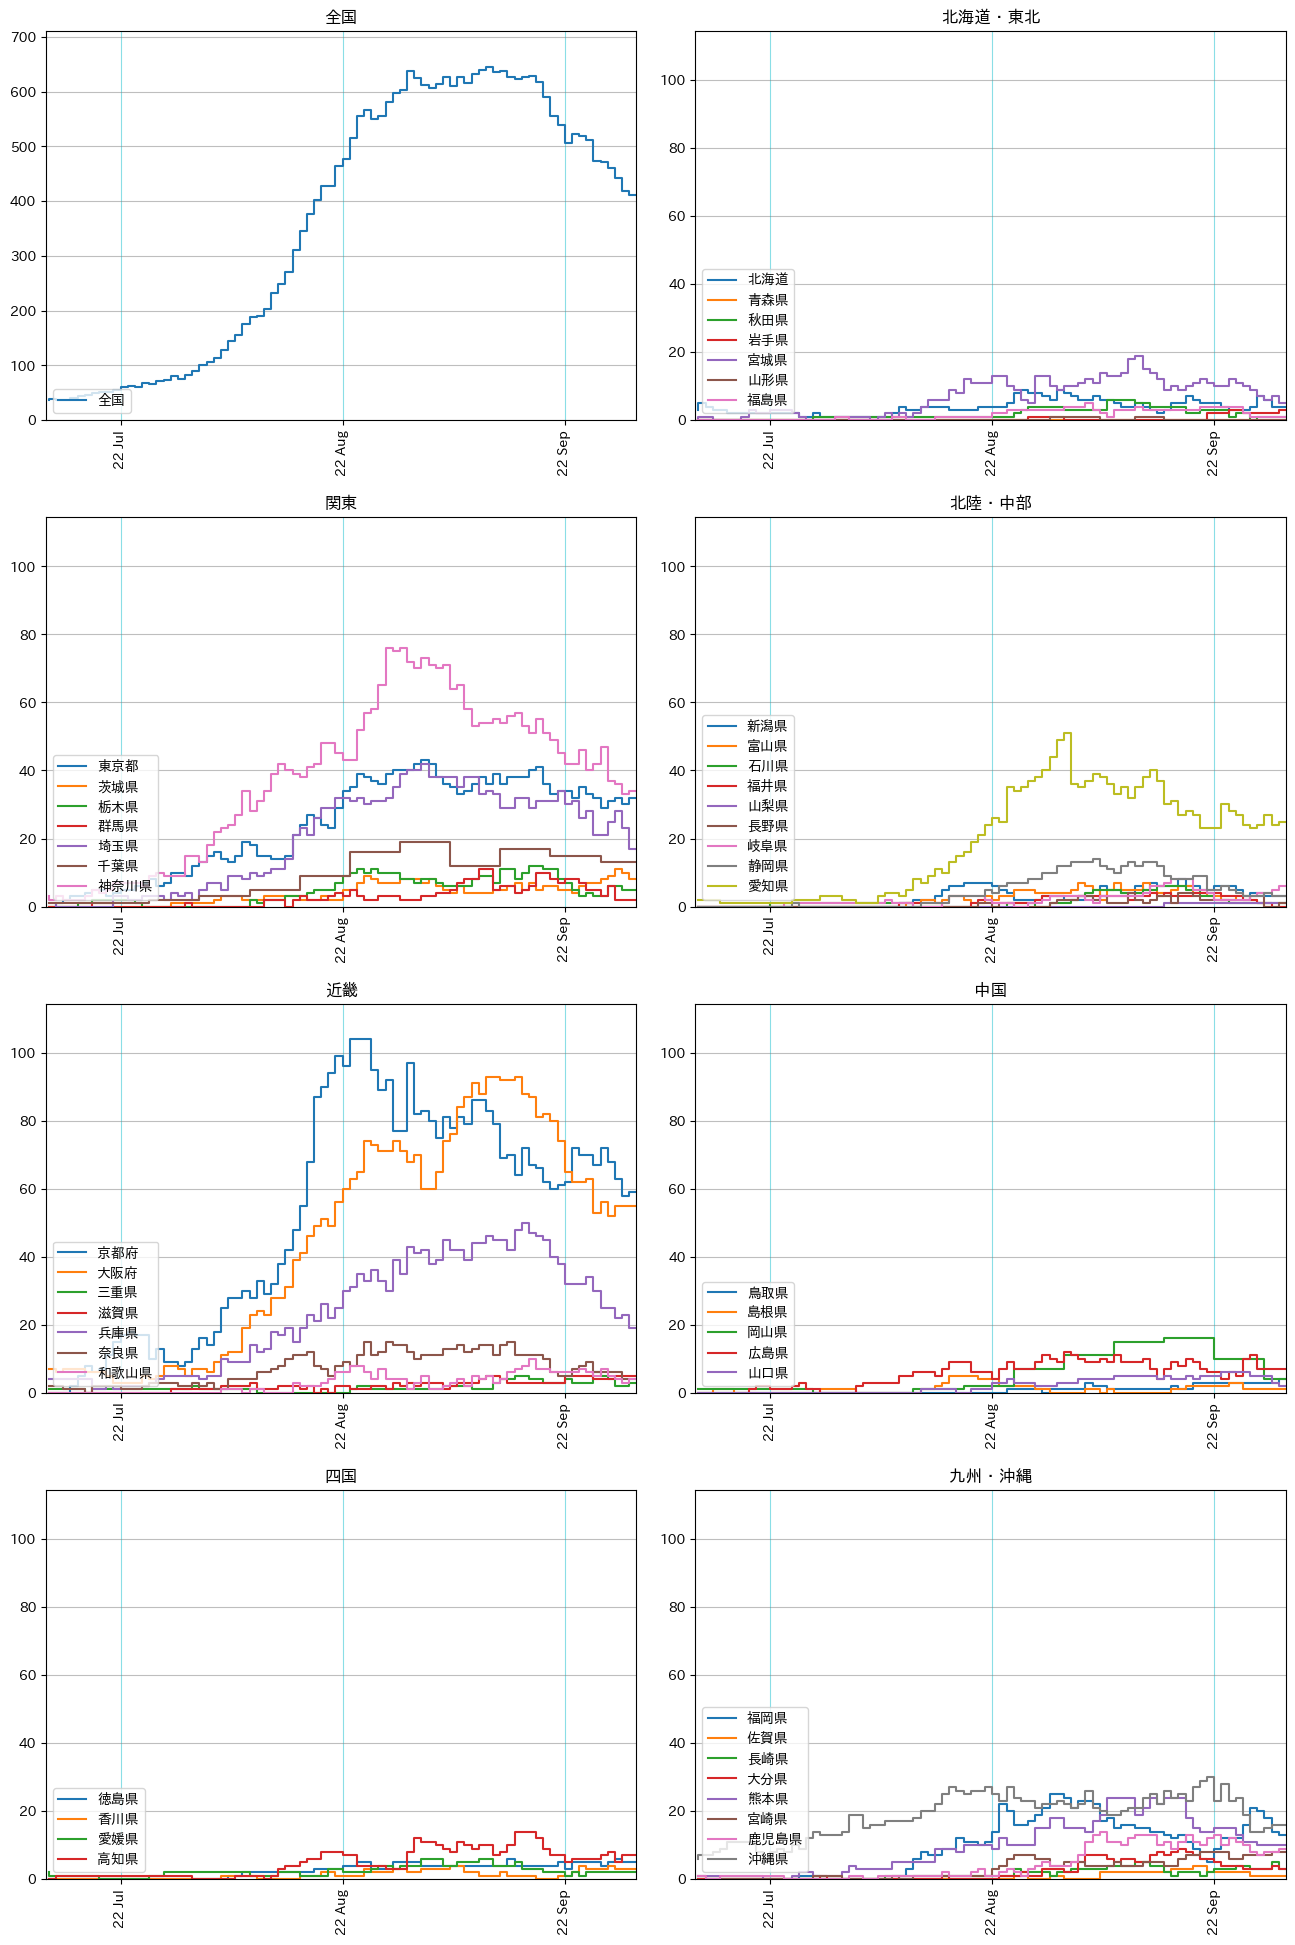 全国
700
600
500
400
300
200
100
0
全国
22 Jul
22 Aug
22 Sep
北海道・東北
100
80
60
40
20
0
北海道
青森県
秋田県
岩手県
宮城県
山形県
福島県
22 Jul
22 Aug
22 Sep
関東
100
80
60
40
20
0
東京都
茨城県
栃木県
群馬県
埼玉県
千葉県
神奈川県
22 Jul
22 Aug
22 Sep
北陸・中部
100
80
60
40
20
0
新潟県
富山県
石川県
福井県
山梨県
長野県
岐阜県
静岡県
愛知県
22 Jul
22 Aug
22 Sep
近畿
100
80
60
40
20
0
京都府
大阪府
三重県
滋賀県
兵庫県
奈良県
和歌山県
22 Jul
22 Aug
22 Sep
中国
100
80
60
40
20
0
鳥取県
島根県
岡山県
広島県
山口県
22 Jul
22 Aug
22 Sep
四国
100
80
60
40
20
0
徳島県
香川県
愛媛県
高知県
22 Jul
22 Aug
22 Sep
九州・沖縄
100
80
60
40
20
0
福岡県
佐賀県
長崎県
大分県
熊本県
宮崎県
鹿児島県
沖縄県
22 Jul
22 Aug
22 Sep